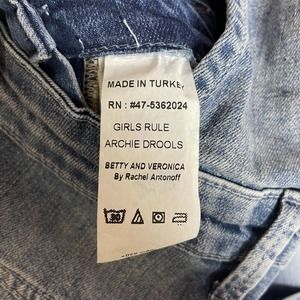 MADE IN TURKEY
RN : #47-5362024
GIRLS RULE
ARCHIE DROOLS
BETTY AND VERONICA
By Rachel Antonoff